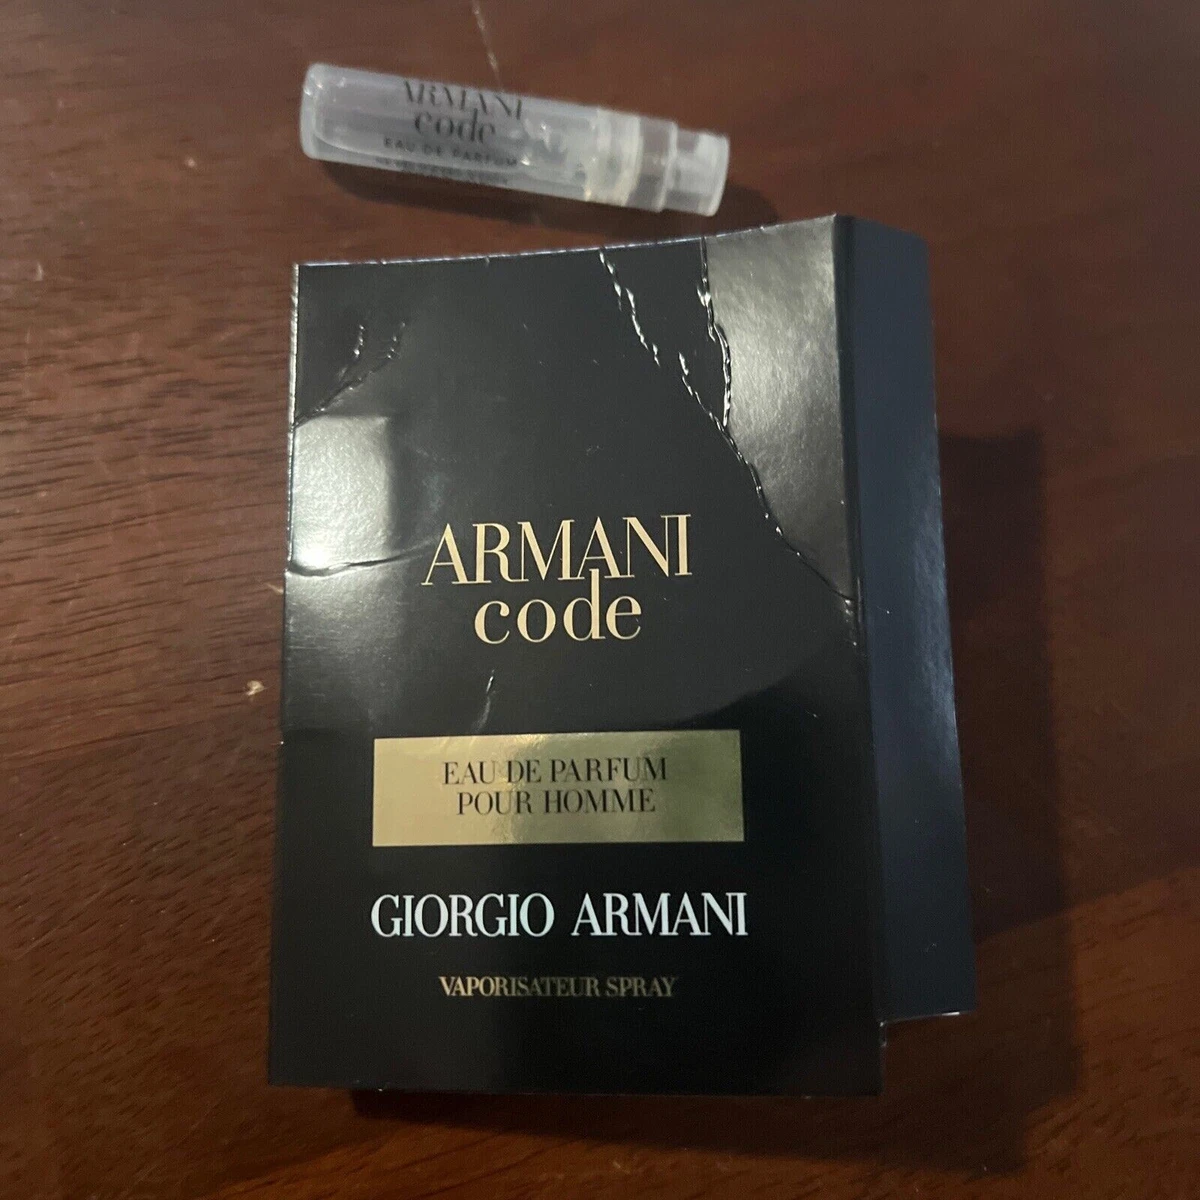 ARMANI
code
EAU DE PARFUM
ARMANI
code
EAU DE PARFUM
POUR HOMME
GIORGIO ARMANI
VAPORISATEUR SPRAY